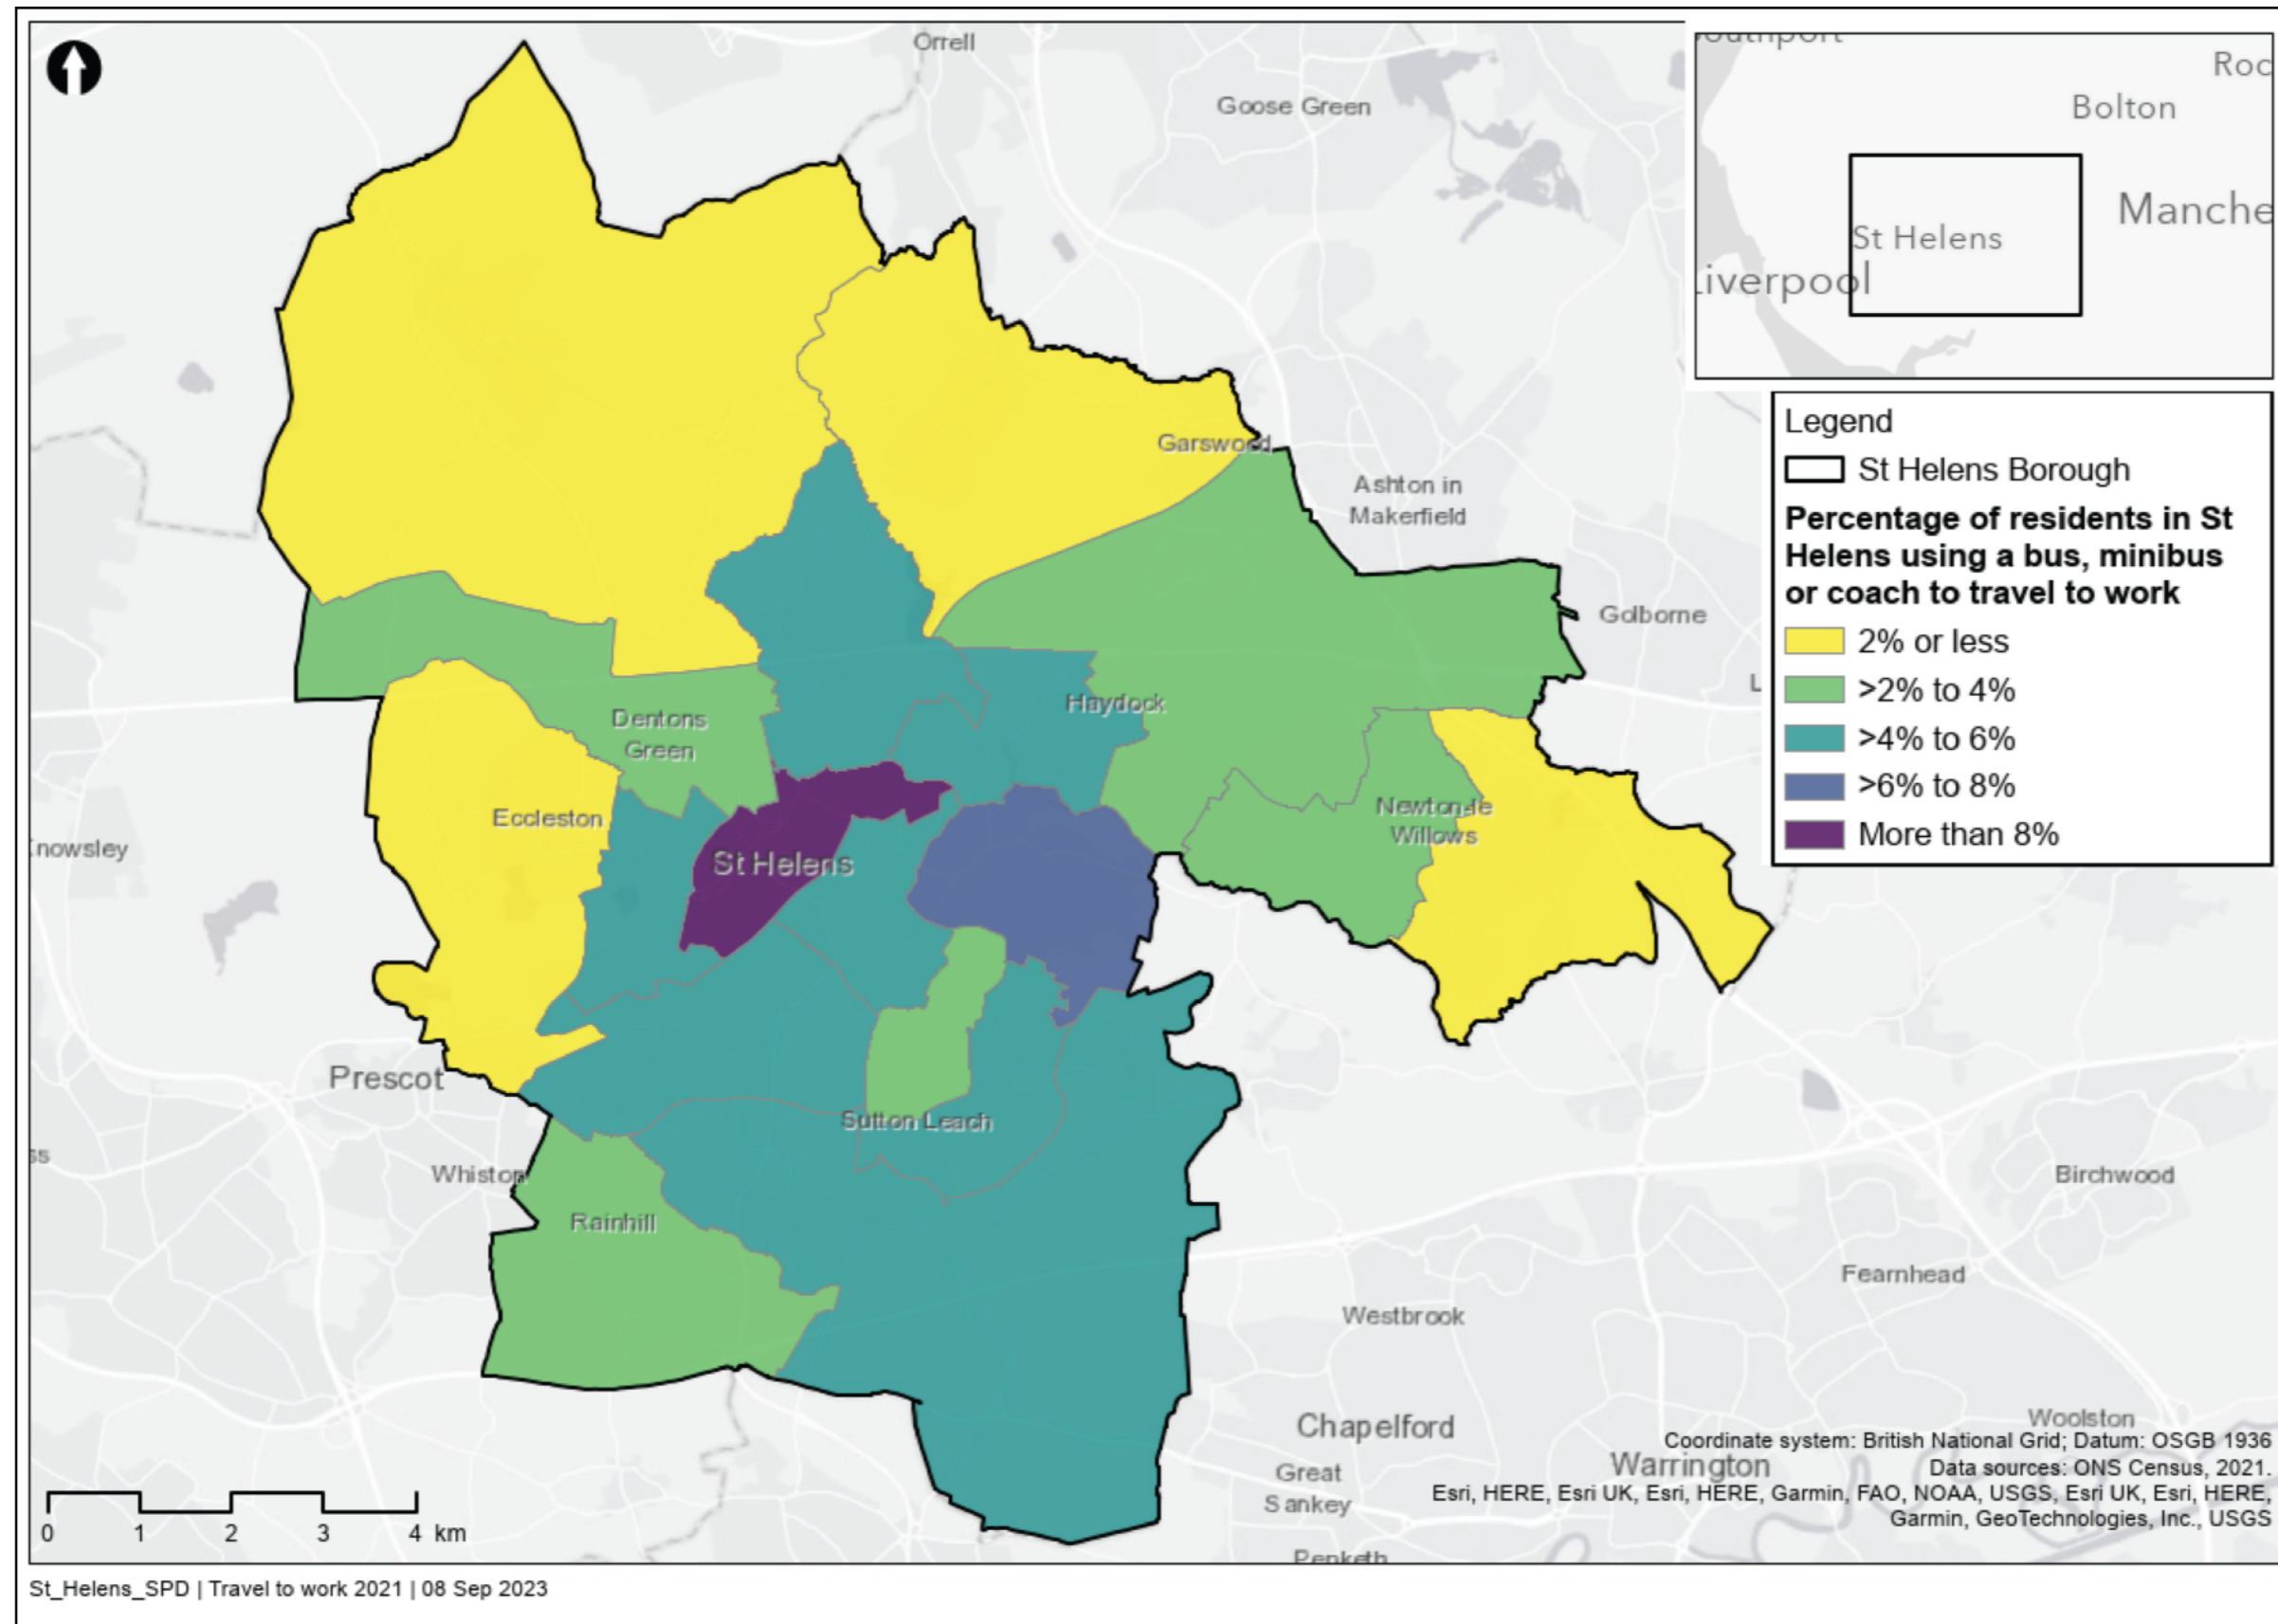 Orrell
Goose Green
Garswood
Ashton in
Makerfield
Golborne
Haydock
Dentons
Green
Eccleston
Newton-le
Willows
St Helens
Prescot
Sutton Leach
Whiston
Rainhill
Birchwood
Fearnhead
Westbrook
Chapelford
Woolston
Great
Sankey
Warrington
Penketh
Bolton
Manche
St Helens
Liverpool
Legend
St Helens Borough
Percentage of residents in St
Helens using a bus, minibus
or coach to travel to work
2% or less
>2% to 4%
>4% to 6%
>6% to 8%
More than 8%
0 1 2 3 4 km
Coordinate system: British National Grid; Datum: OSGB 1936
Data sources: ONS Census, 2021.
Esri, HERE, Esri UK, Esri, HERE, Garmin, FAO, NOAA, USGS, Esri UK, Esri, HERE,
Garmin, GeoTechnologies, Inc., USGS
St_Helens_SPD | Travel to work 2021 | 08 Sep 2023